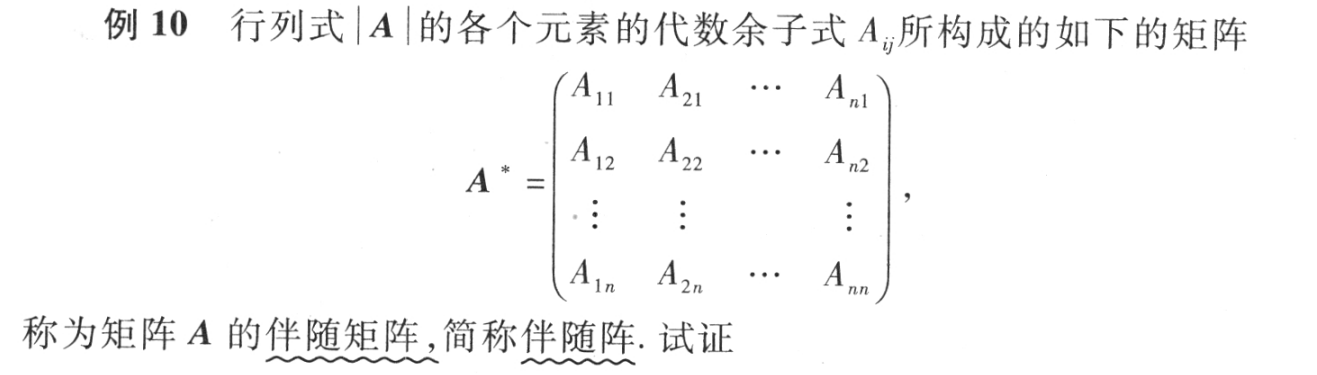 例 10 行列式|A|的各个元素的代数余子式 A_{ij}所构成的如下的矩阵
A^* = \begin{pmatrix} A_{11} & A_{21} & \cdots & A_{n1} \\ A_{12} & A_{22} & \cdots & A_{n2} \\ \vdots & \vdots & & \vdots \\ A_{1n} & A_{2n} & \cdots & A_{nn} \end{pmatrix},
称为矩阵 A 的伴随矩阵,简称伴随阵. 试证